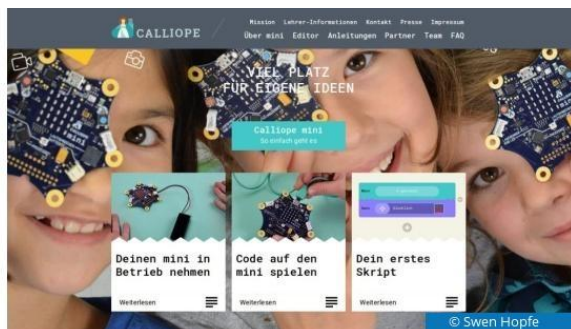 CALLIOPE
Mission Lehrer-Informationen Kontakt Presse Impressum
Über mini Editor Anleitungen Partner Team FAQ
VIEL PLATZ
FÜR EIGENE IDEEN
Calliope mini
So einfach geht es
Deinen mini in
Betrieb nehmen
Weiterlesen
Code auf den
mini spielen
Weiterlesen
Dein erstes
Skript
Weiterlesen
© Swen Hopfe